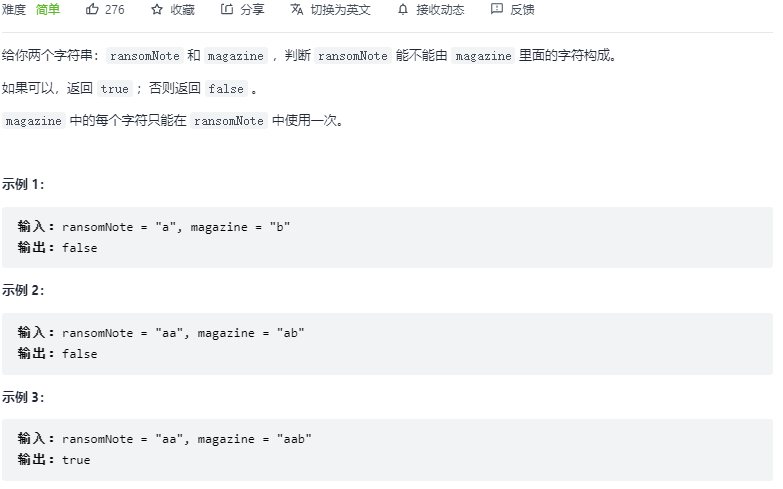 难度 简单 276 收藏 分享 切换为英文 接收动态 反馈
给你两个字符串：ransomNote 和 magazine ，判断 ransomNote 能不能由 magazine 里面的字符构成。
如果可以，返回 true ；否则返回 false 。
magazine 中的每个字符只能在 ransomNote 中使用一次。
示例 1：
输入：ransomNote = "a", magazine = "b"
输出：false
示例 2：
输入：ransomNote = "aa", magazine = "ab"
输出：false
示例 3：
输入：ransomNote = "aa", magazine = "aab"
输出：true